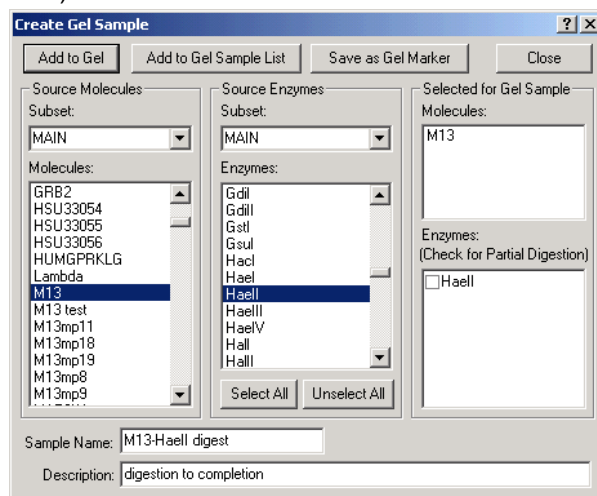 Create Gel Sample
Add to Gel
Add to Gel Sample List
Save as Gel Marker
Close
Source Molecules
Subset:
MAIN
Molecules:
GRB2
HSU33054
HSU33055
HSU33056
HUMGPRKLG
Lambda
M13
M13 test
M13mp11
M13mp18
M13mp19
M13mp8
M13mp9
Source Enzymes
Subset:
MAIN
Enzymes:
GdiI
GdiII
GstI
GsuI
HacI
HaeI
HaeII
HaeIII
HaeIV
HalI
HalII
Select All
Unselect All
Selected for Gel Sample
Molecules:
M13
Enzymes:
(Check for Partial Digestion)
HaeII
Sample Name: M13-HaeII digest
Description: digestion to completion